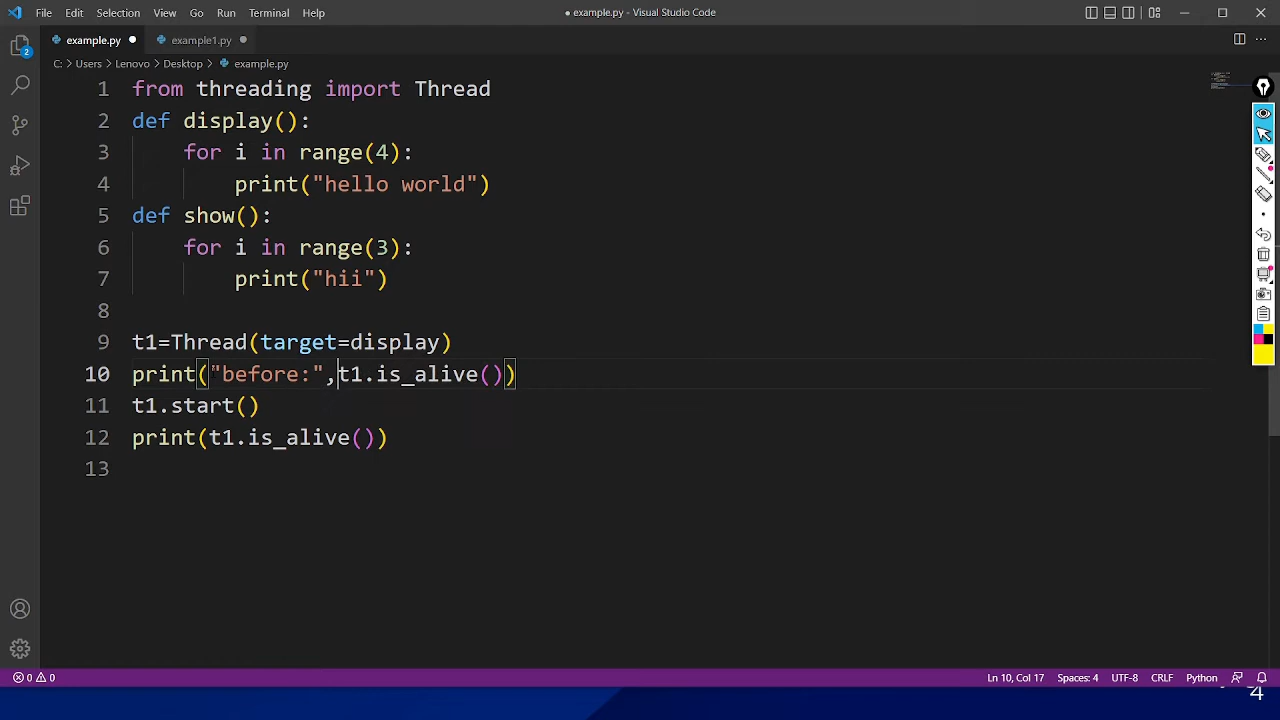 File Edit Selection View Go Run Terminal Help
● example.py - Visual Studio Code
example.py
example1.py
C: > Users > Lenovo > Desktop > example.py
1 from threading import Thread
2 def display():
3 for i in range(4):
4 print("hello world")
5 def show():
6 for i in range(3):
7 print("hii")
8
9 t1=Thread(target=display)
10 print("before:",t1.is_alive())
11 t1.start()
12 print(t1.is_alive())
13
2
0 0
Ln 10, Col 17 Spaces: 4 UTF-8 CRLF Python
4